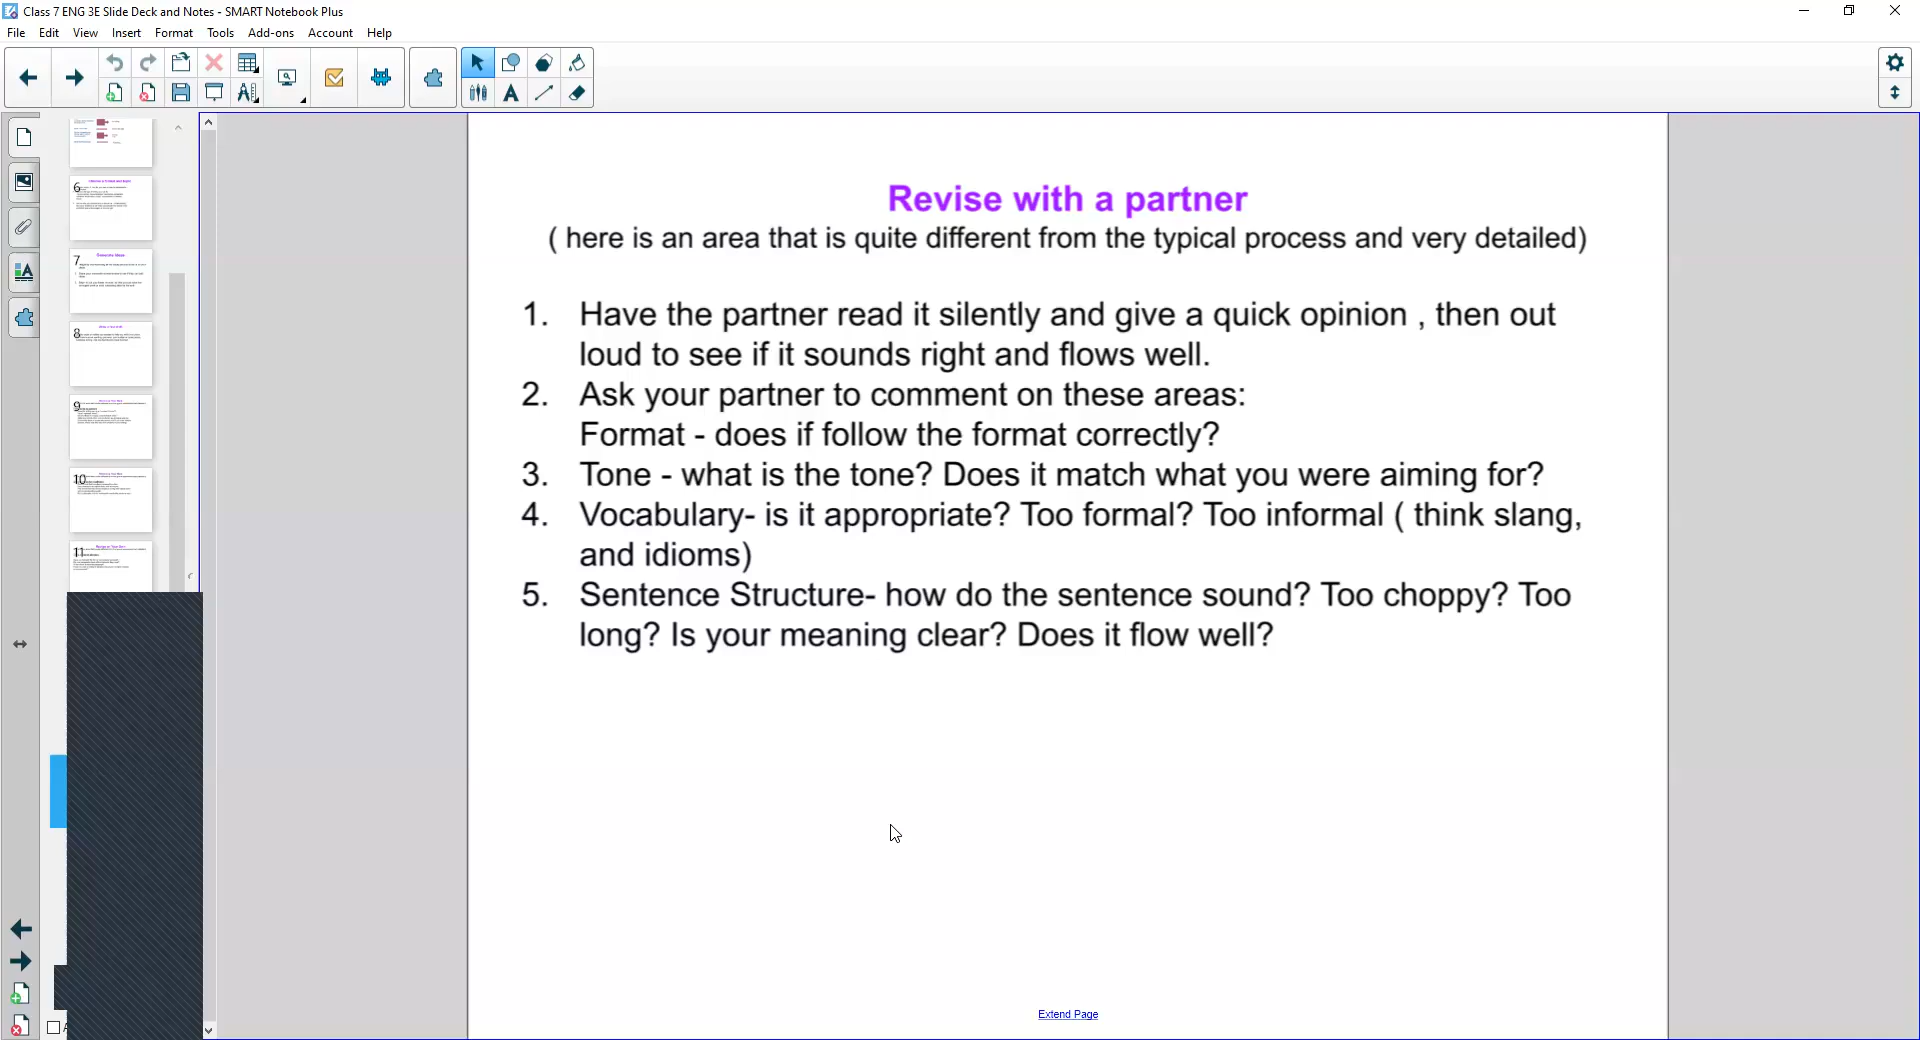 Class 7 ENG 3E Slide Deck and Notes - SMART Notebook Plus
File Edit View Insert Format Tools Add-ons Account Help
Revise with a partner
( here is an area that is quite different from the typical process and very detailed)
1. Have the partner read it silently and give a quick opinion , then out
loud to see if it sounds right and flows well.
2. Ask your partner to comment on these areas:
Format - does if follow the format correctly?
3. Tone - what is the tone? Does it match what you were aiming for?
4. Vocabulary- is it appropriate? Too formal? Too informal ( think slang,
and idioms)
5. Sentence Structure- how do the sentence sound? Too choppy? Too
long? Is your meaning clear? Does it flow well?
Extend Page
6
7
8
9
10
11